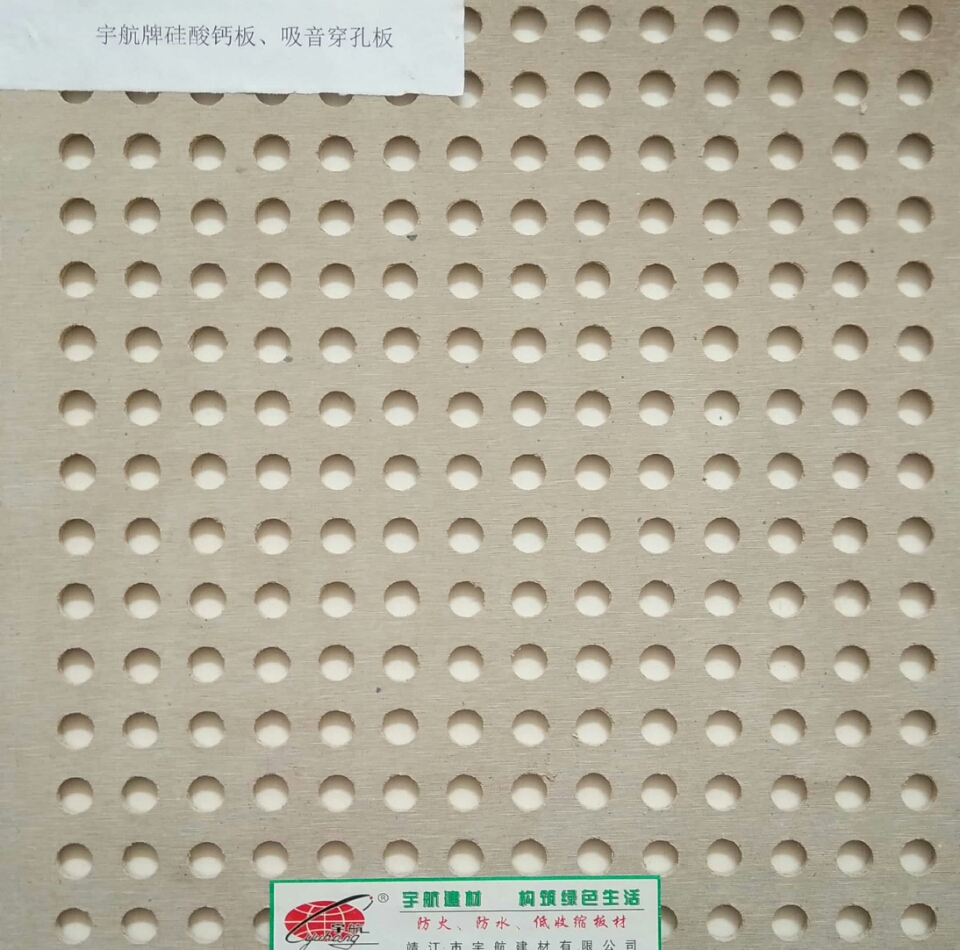 宇航牌硅酸钙板、吸音穿孔板
宇航建材 构筑绿色生活
防火、防水、低收缩板材
靖江市宇航建材有限公司
宇航
®